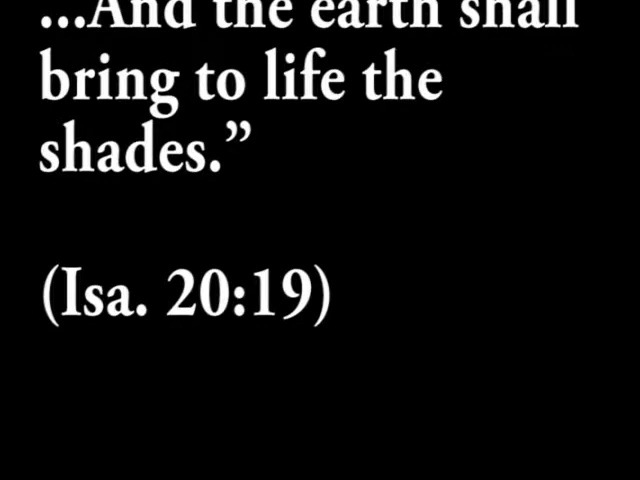 ...And the earth shall
bring to life the
shades.”
(Isa. 20:19)